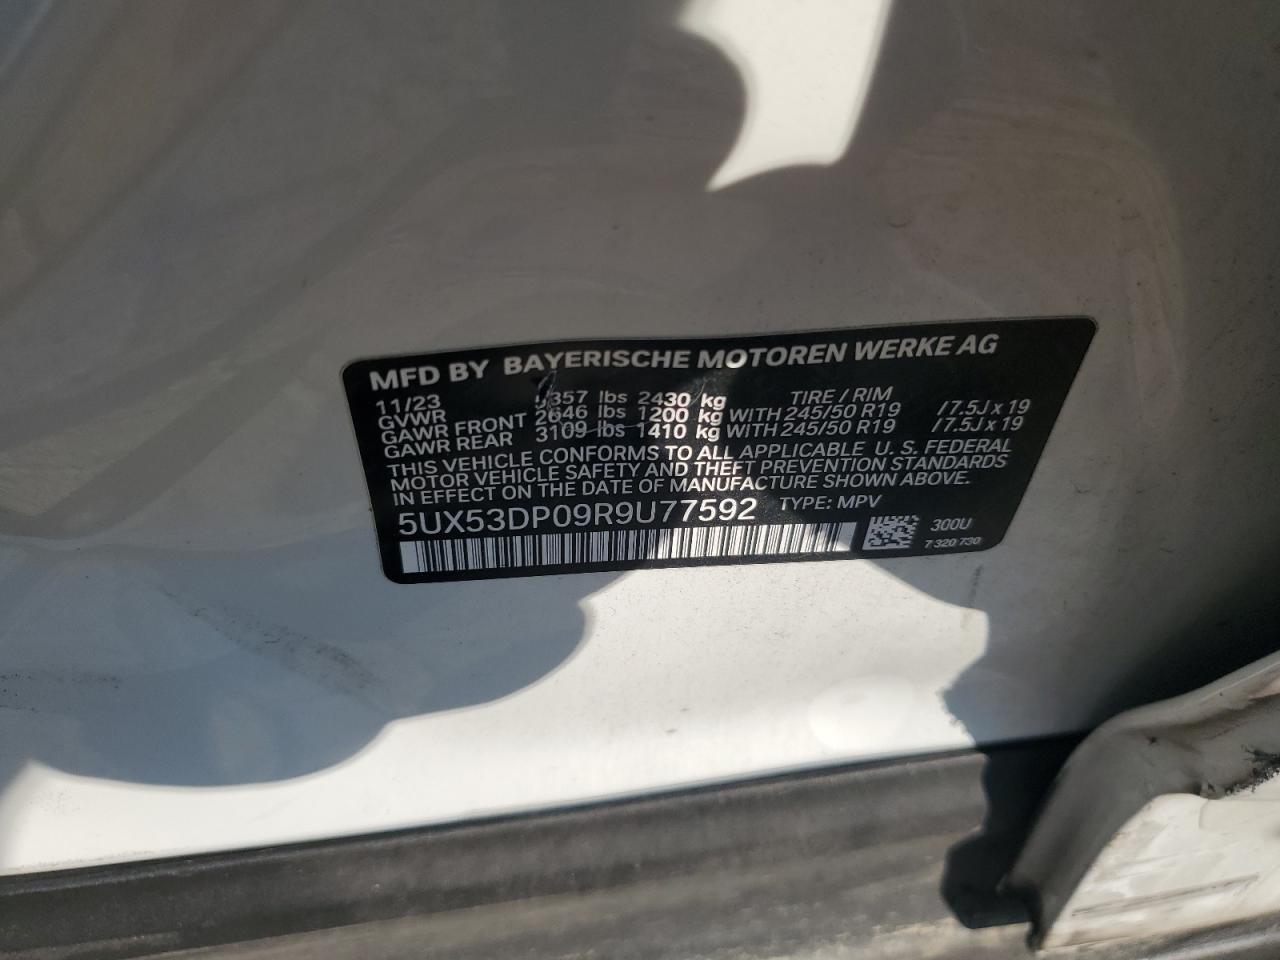 MFD BY BAYERISCHE MOTOREN WERKE AG
11/23 TIRE / RIM
GVWR 357 lbs 2430 kg
GAWR FRONT 2646 lbs 1200 kg WITH 245/50 R19 / 7.5J x 19
GAWR REAR 3109 lbs 1410 kg WITH 245/50 R19 / 7.5J x 19
THIS VEHICLE CONFORMS TO ALL APPLICABLE U. S. FEDERAL
MOTOR VEHICLE SAFETY AND THEFT PREVENTION STANDARDS
IN EFFECT ON THE DATE OF MANUFACTURE SHOWN ABOVE.
5UX53DP09R9U77592 TYPE: MPV
300U
7 320 730